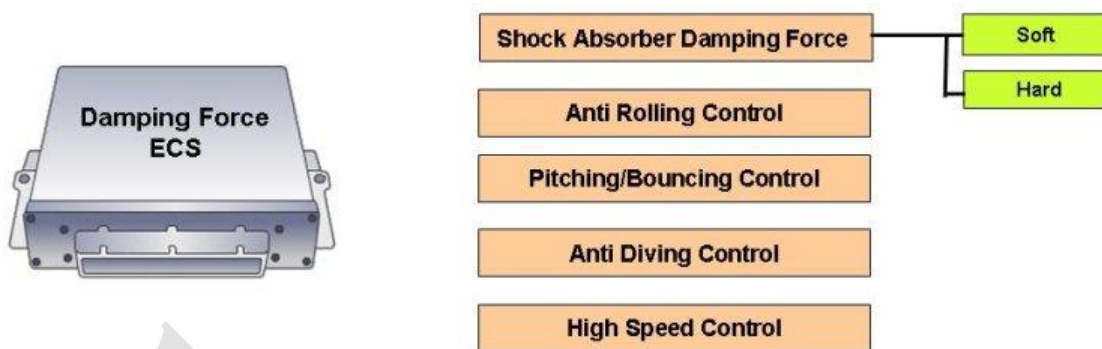 Damping Force
ECS
Shock Absorber Damping Force
Soft
Hard
Anti Rolling Control
Pitching/Bouncing Control
Anti Diving Control
High Speed Control